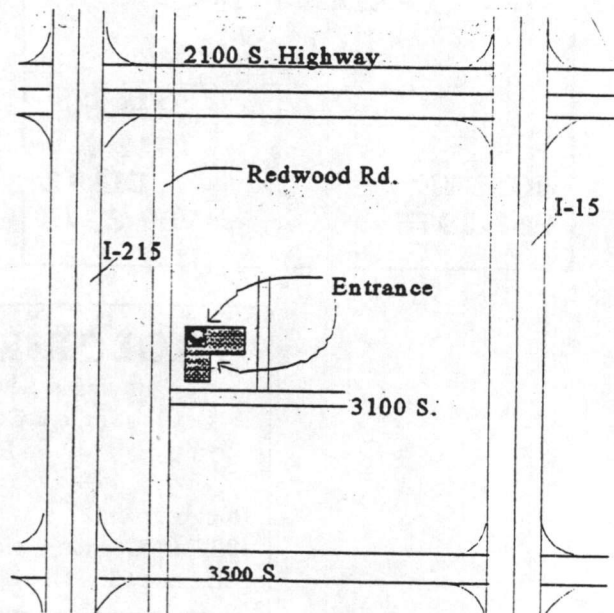 2100 S. Highway
Redwood Rd.
I-15
I-215
Entrance
3100 S.
3500 S.